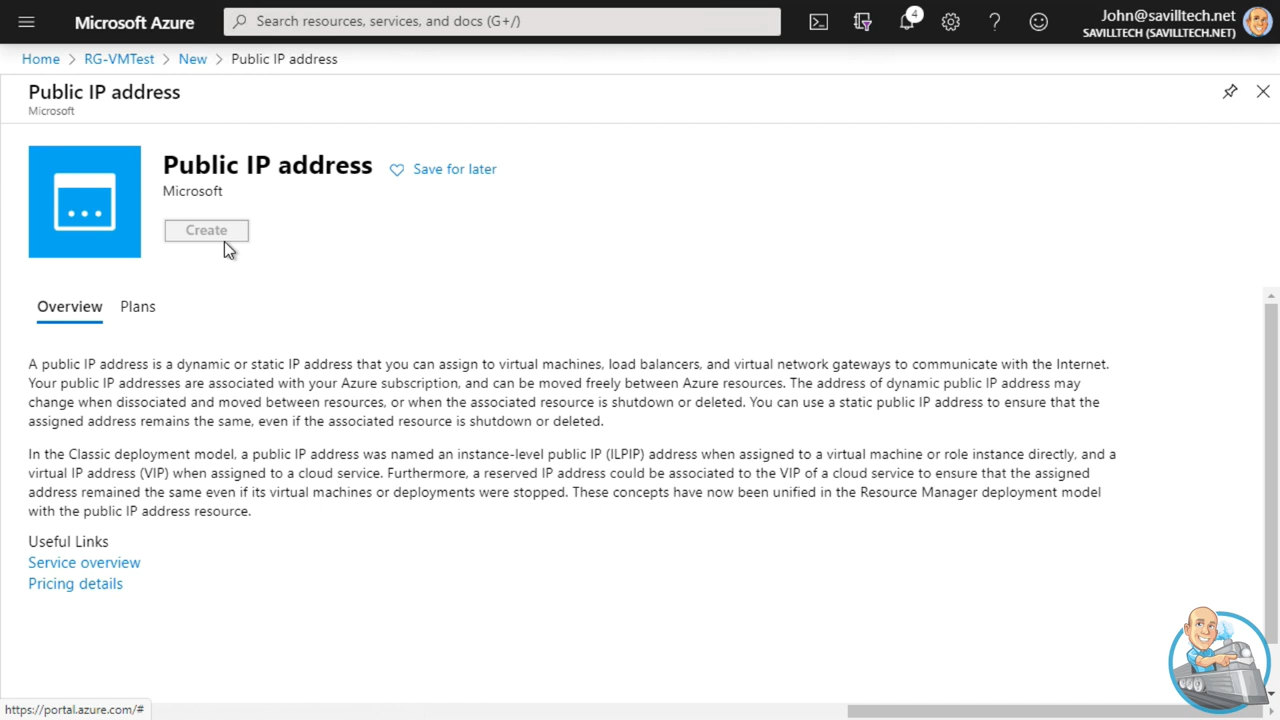 Microsoft Azure
Search resources, services, and docs (G+/)
4
John@savilltech.net
SAVILLTECH (SAVILLTECH.NET)
Home > RG-VMTest > New > Public IP address
Public IP address
Microsoft
Public IP address
Save for later
Microsoft
Create
Overview Plans
A public IP address is a dynamic or static IP address that you can assign to virtual machines, load balancers, and virtual network gateways to communicate with the Internet.
Your public IP addresses are associated with your Azure subscription, and can be moved freely between Azure resources. The address of dynamic public IP address may
change when dissociated and moved between resources, or when the associated resource is shutdown or deleted. You can use a static public IP address to ensure that the
assigned address remains the same, even if the associated resource is shutdown or deleted.
In the Classic deployment model, a public IP address was named an instance-level public IP (ILPIP) address when assigned to a virtual machine or role instance directly, and a
virtual IP address (VIP) when assigned to a cloud service. Furthermore, a reserved IP address could be associated to the VIP of a cloud service to ensure that the assigned
address remained the same even if its virtual machines or deployments were stopped. These concepts have now been unified in the Resource Manager deployment model
with the public IP address resource.
Useful Links
Service overview
Pricing details
https://portal.azure.com/#